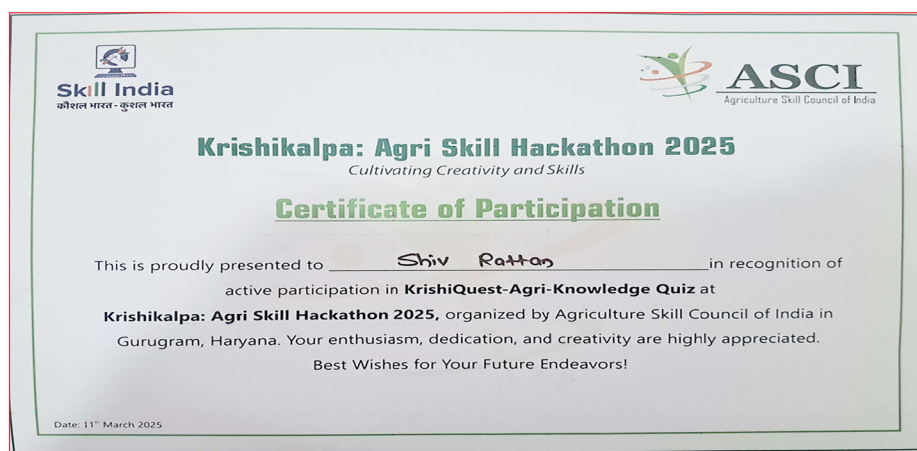 Skill India
कौशल भारत - कुशल भारत
ASCI
Agriculture Skill Council of India
Krishikalpa: Agri Skill Hackathon 2025
Cultivating Creativity and Skills
Certificate of Participation
This is proudly presented to Shiv Rattan in recognition of
active participation in KrishiQuest-Agri-Knowledge Quiz at
Krishikalpa: Agri Skill Hackathon 2025, organized by Agriculture Skill Council of India in
Gurugram, Haryana. Your enthusiasm, dedication, and creativity are highly appreciated.
Best Wishes for Your Future Endeavors!
Date: 11th March 2025